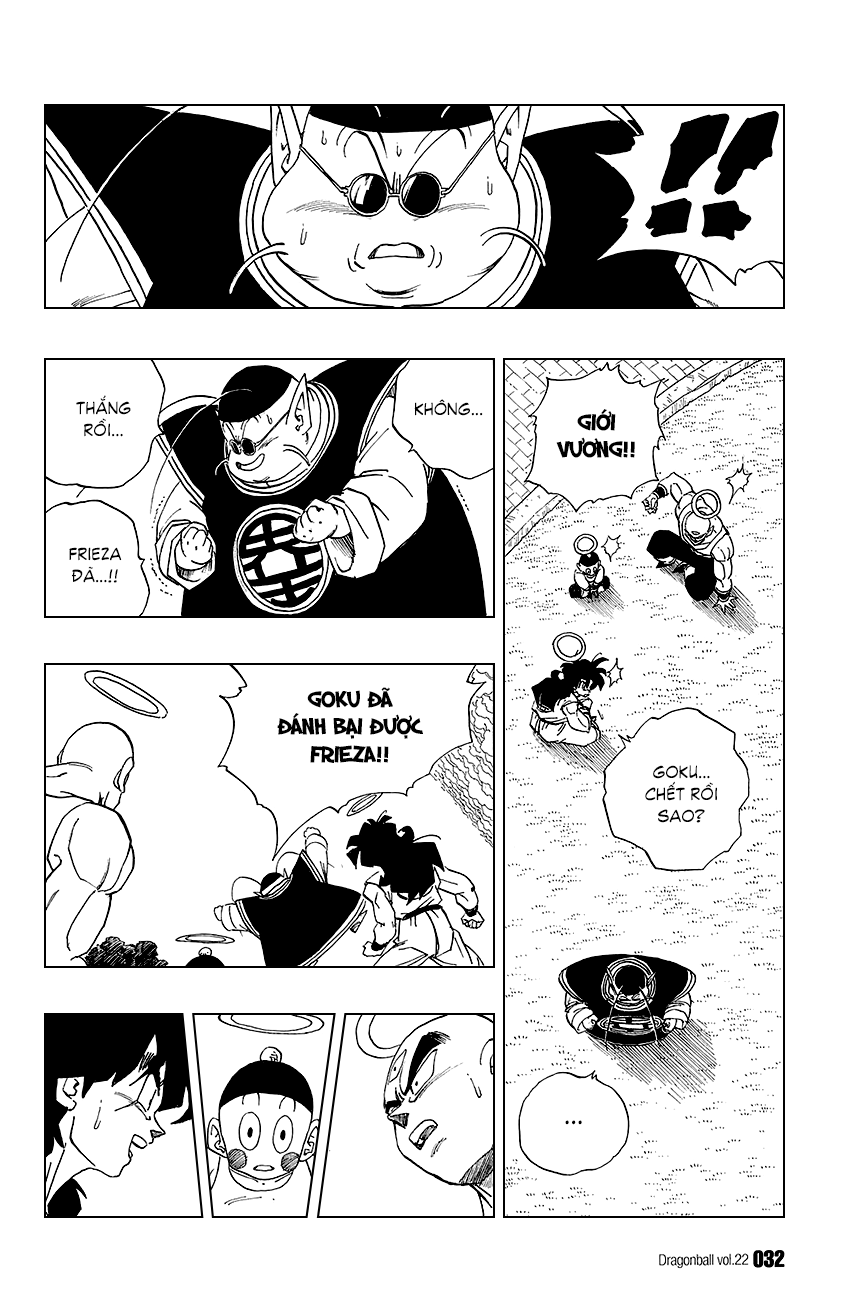 !!
GIỚI
VƯƠNG!!
GOKU...
CHẾT RỒI
SAO?
...
KHÔNG...
THẮNG
RỒI...
FRIEZA
ĐÃ...!!
GOKU ĐÃ
ĐÁNH BẠI ĐƯỢC
FRIEZA!!
Dragonball vol.22 032